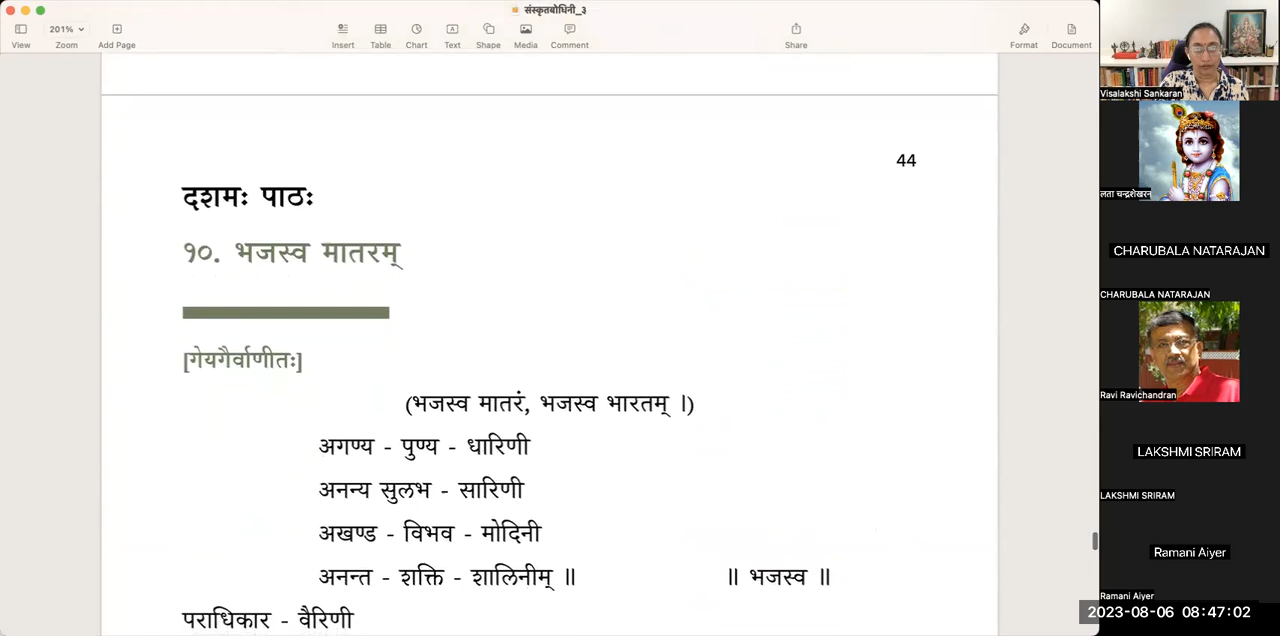 संस्कृतबोधिनी_३
201%
View
Zoom
Add Page
Insert
Table
Chart
Text
Shape
Media
Comment
Share
Format
Document
44
दशमः पाठः
१०. भजस्व मातरम्
[गेयगैर्वाणीतः]
(भजस्व मातरं, भजस्व भारतम् ।)
अगण्य - पुण्य - धारिणी
अनन्य सुलभ - सारिणी
अखण्ड - विभव - मोदिनी
अनन्त - शक्ति - शालिनीम् ॥ ॥ भजस्व ॥
पराधिकार - वैरिणी
Visalakshi Sankaran
लता चन्द्रशेखरन
CHARUBALA NATARAJAN
CHARUBALA NATARAJAN
Ravi Ravichandran
LAKSHMI SRIRAM
LAKSHMI SRIRAM
Ramani Aiyer
Ramani Aiyer
2023-08-06 08:47:02